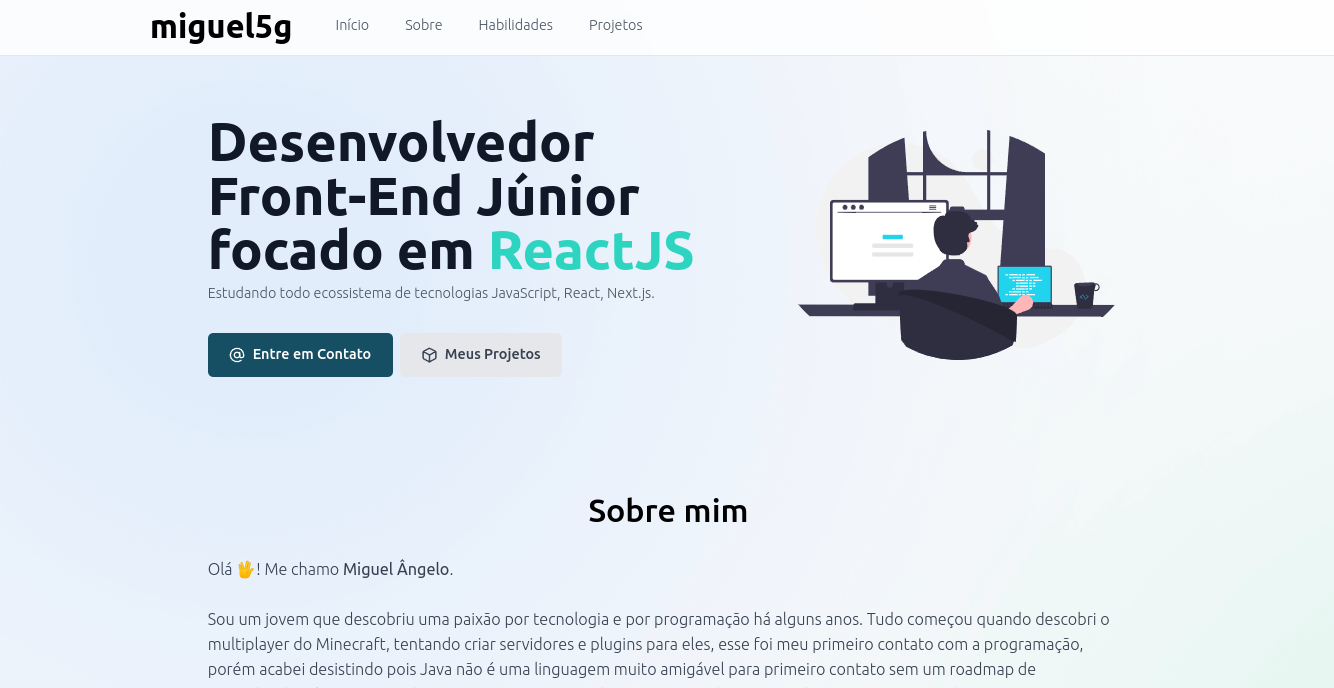 miguel5g
Início Sobre Habilidades Projetos
Desenvolvedor
Front-End Júnior
focado em ReactJS
Estudando todo ecossistema de tecnologias JavaScript, React, Next.js.
Entre em Contato Meus Projetos
Sobre mim
Olá 🖖! Me chamo Miguel Ângelo.
Sou um jovem que descobriu uma paixão por tecnologia e por programação há alguns anos. Tudo começou quando descobri o
multiplayer do Minecraft, tentando criar servidores e plugins para eles, esse foi meu primeiro contato com a programação,
porém acabei desistindo pois Java não é uma linguagem muito amigável para primeiro contato sem um roadmap de